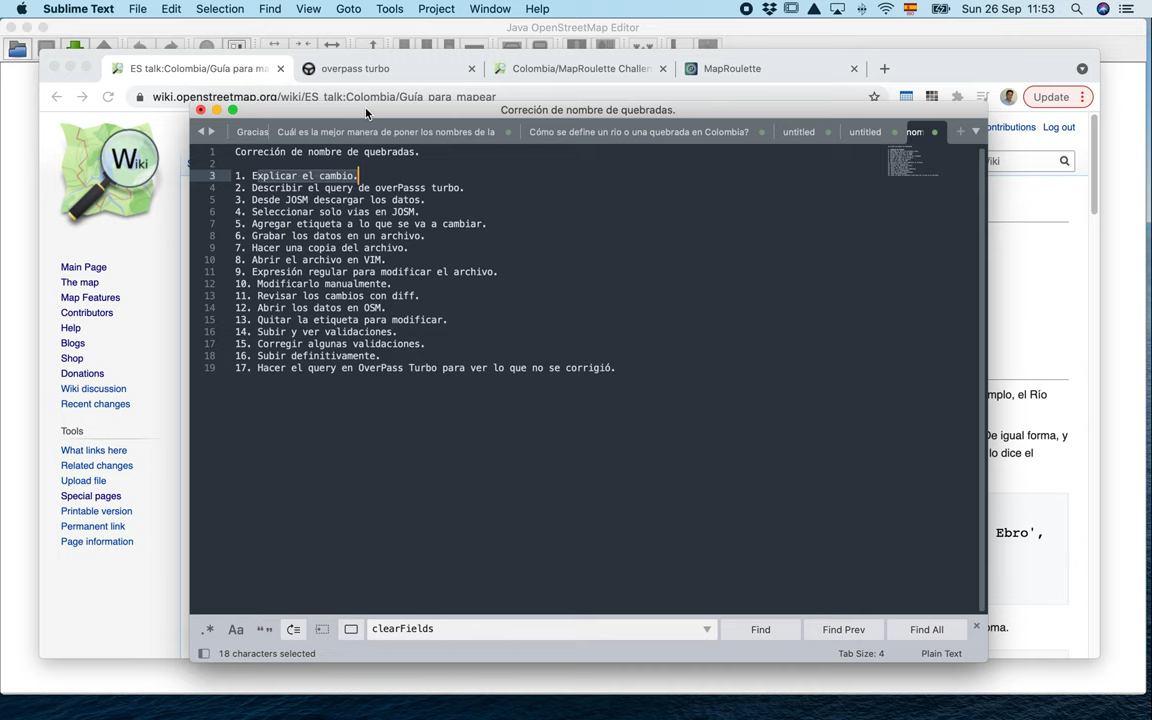 Sublime Text File Edit Selection Find View Goto Tools Project Window Help Sun 26 Sep 11:53
Java OpenStreetMap Editor
ES talk:Colombia/Guía para ma
overpass turbo
Colombia/MapRoulette Challen
MapRoulette
wiki.openstreetmap.org/wiki/ES_talk:Colombia/Guía_para_mapear
Update
Correción de nombre de quebradas.
Gracias
Cuál es la mejor manera de poner los nombres de la
Cómo se define un rio o una quebrada en Colombia?
untitled
untitled
nom
ontributions Log out
Wiki
1 Correción de nombre de quebradas.
2
3 1. Explicar el cambio.
4 2. Describir el query de overPasss turbo.
5 3. Desde JOSM descargar los datos.
6 4. Seleccionar solo vias en JOSM.
7 5. Agregar etiqueta a lo que se va a cambiar.
8 6. Grabar los datos en un archivo.
9 7. Hacer una copia del archivo.
10 8. Abrir el archivo en VIM.
11 9. Expresión regular para modificar el archivo.
12 10. Modificarlo manualmente.
13 11. Revisar los cambios con diff.
14 12. Abrir los datos en OSM.
15 13. Quitar la etiqueta para modificar.
16 14. Subir y ver validaciones.
17 15. Corregir algunas validaciones.
18 16. Subir definitivamente.
19 17. Hacer el query en OverPass Turbo para ver lo que no se corrigió.
Wiki
Main Page
The map
Map Features
Contributors
Help
Blogs
Shop
Donations
Wiki discussion
Recent changes
Tools
What links here
Related changes
Upload file
Special pages
Printable version
Permanent link
Page information
mplo, el Río
De igual forma, y
lo dice el
Ebro',
oma.
.* Aa “” clearFields Find Find Prev Find All
18 characters selected Tab Size: 4 Plain Text